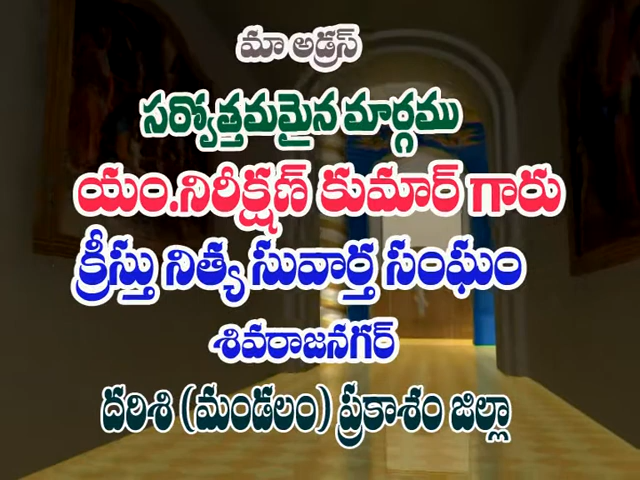 మా అడ్రస్
సర్వోత్తమమైన మార్గము
యం.నిరీక్షణ్ కుమార్ గారు
క్రీస్తు నిత్య సువార్త సంఘం
శివరాజనగర్
దరిశి (మండలం) ప్రకాశం జిల్లా